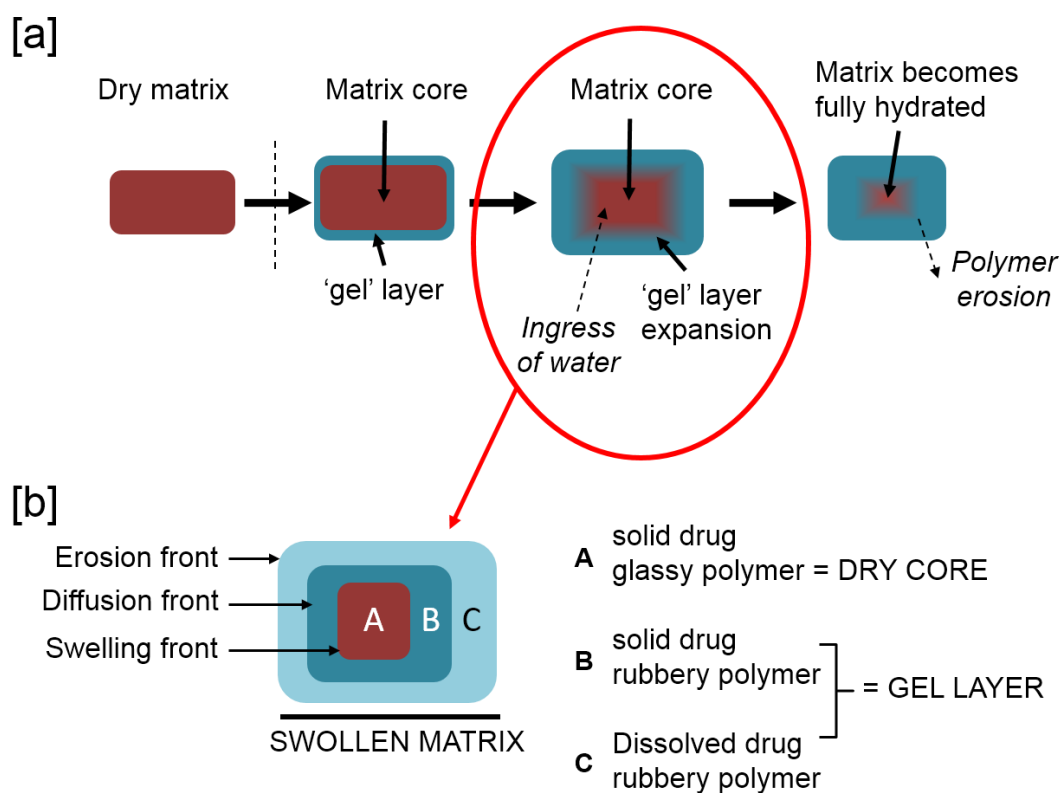 [a]
Dry matrix
Matrix core
Matrix core
Matrix becomes
fully hydrated
‘gel’ layer
Ingress
of water
‘gel’ layer
expansion
Polymer
erosion
[b]
Erosion front
Diffusion front
Swelling front
A
B
C
SWOLLEN MATRIX
A
solid drug
glassy polymer = DRY CORE
B
solid drug
rubbery polymer
= GEL LAYER
C
Dissolved drug
rubbery polymer